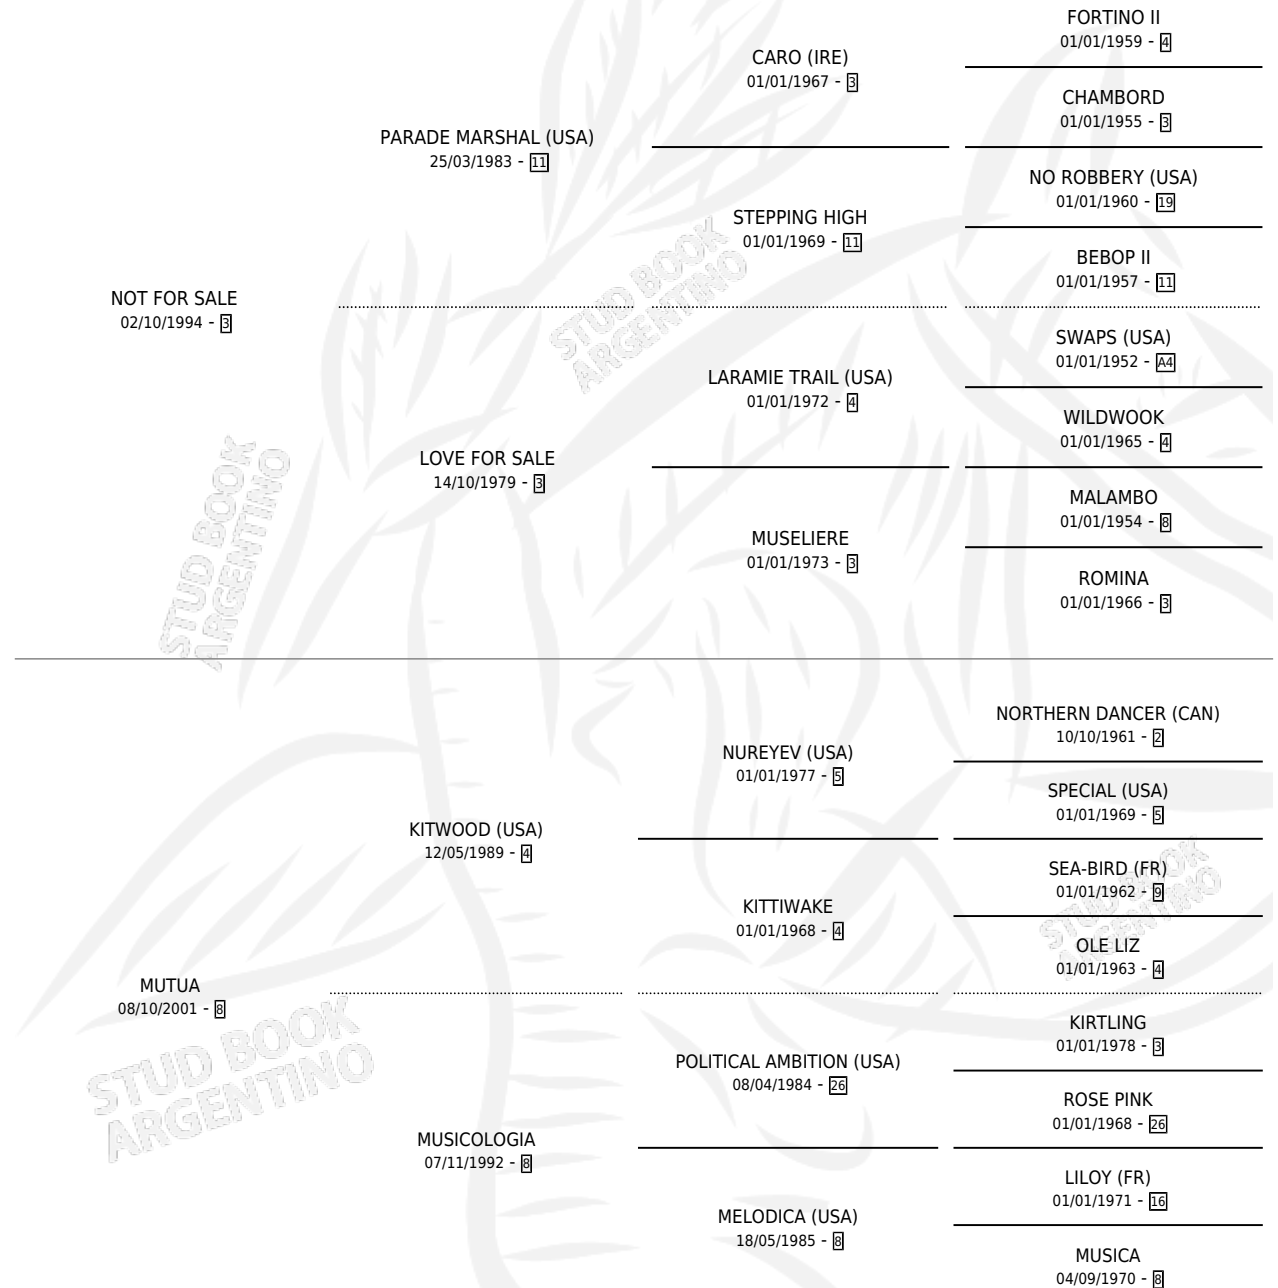 FORTINO II
01/01/1959 - 4
CARO (IRE)
01/01/1967 - 3
CHAMBORD
01/01/1955 - 3
PARADE MARSHAL (USA)
25/03/1983 - 11
NO ROBBERY (USA)
01/01/1960 - 19
STEPPING HIGH
01/01/1969 - 11
BEBOP II
01/01/1957 - 11
NOT FOR SALE
02/10/1994 - 3
SWAPS (USA)
01/01/1952 - A4
LARAMIE TRAIL (USA)
01/01/1972 - 4
WILDWOOK
01/01/1965 - 4
LOVE FOR SALE
14/10/1979 - 3
MALAMBO
01/01/1954 - 8
MUSELIERE
01/01/1973 - 3
ROMINA
01/01/1966 - 3
STUD BOOK
ARGENTINO
STUD BOOK
ARGENTINO
NORTHERN DANCER (CAN)
10/10/1961 - 2
NUREYEV (USA)
01/01/1977 - 5
SPECIAL (USA)
01/01/1969 - 5
KITWOOD (USA)
12/05/1989 - 4
SEA-BIRD (FR)
01/01/1962 - 9
KITTIWAKE
01/01/1968 - 4
OLE LIZ
01/01/1963 - 4
MUTUA
08/10/2001 - 8
KIRTLING
01/01/1978 - 3
POLITICAL AMBITION (USA)
08/04/1984 - 26
ROSE PINK
01/01/1968 - 26
MUSICOLOGIA
07/11/1992 - 8
LILOY (FR)
01/01/1971 - 16
MELODICA (USA)
18/05/1985 - 8
MUSICA
04/09/1970 - 8
STUD BOOK
ARGENTINO
STUD BOOK
ARGENTINO